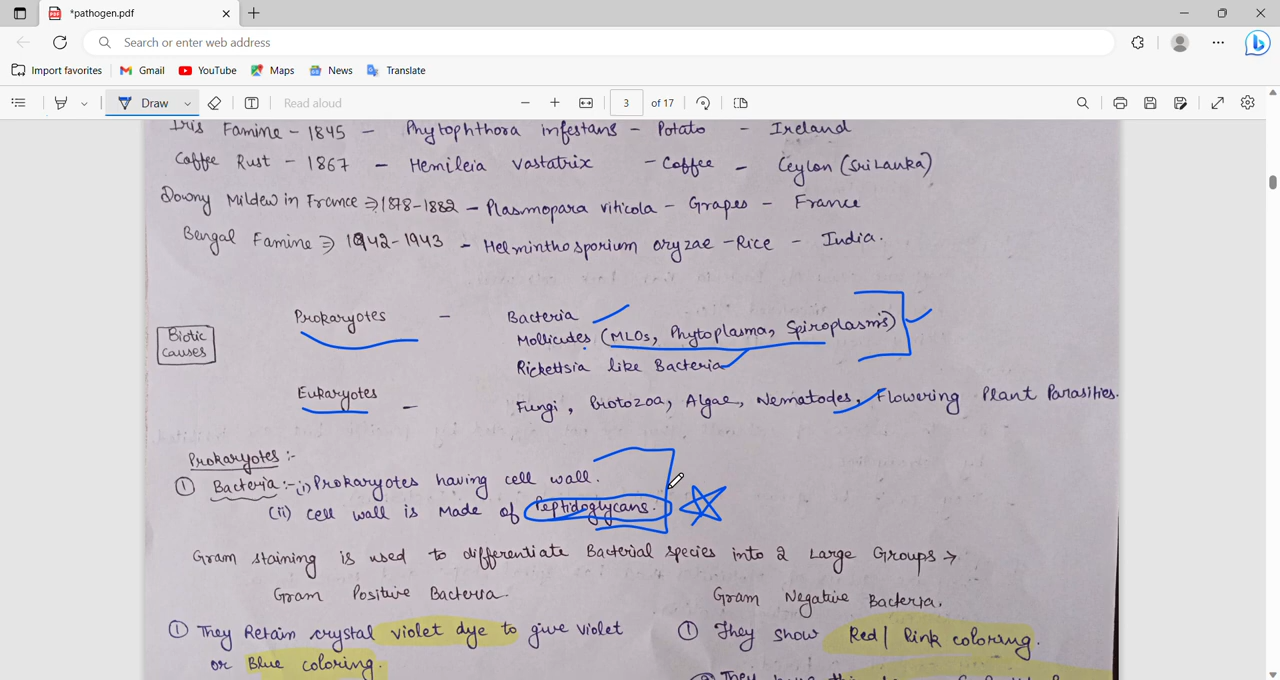 *pathogen.pdf
Search or enter web address
Import favorites Gmail YouTube Maps News Translate
Draw Read aloud 3 of 17
Iris Famine - 1845 - Phytophthora infestans - Potato - Ireland
Coffee Rust - 1867 - Hemileia vastatrix - Coffee - Ceylon (SriLanka)
Downy Mildew in France ⇒ 1878-1882 - Plasmopara viticola - Grapes - France
Bengal Famine ⇒ 1942-1943 - Helminthosporium oryzae - Rice - India.
Prokaryotes - Bacteria
Mollicutes (MLOs, Phytoplasma, Spiroplasms)
Biotic causes
Rickettsia like Bacteria
Eukaryotes - Fungi, Protozoa, Algae, Nematodes, Flowering Plant Parasities.
Prokaryotes :-
① Bacteria :- (i) Prokaryotes having cell wall.
(ii) cell wall is Made of Peptidoglycans.
Gram staining is used to differentiate Bacterial species into 2 Large Groups →
Gram Positive Bacteria. Gram Negative Bacteria.
① They Retain crystal violet dye to give violet ① They show Red/ Pink coloring.
or Blue coloring.
② They have